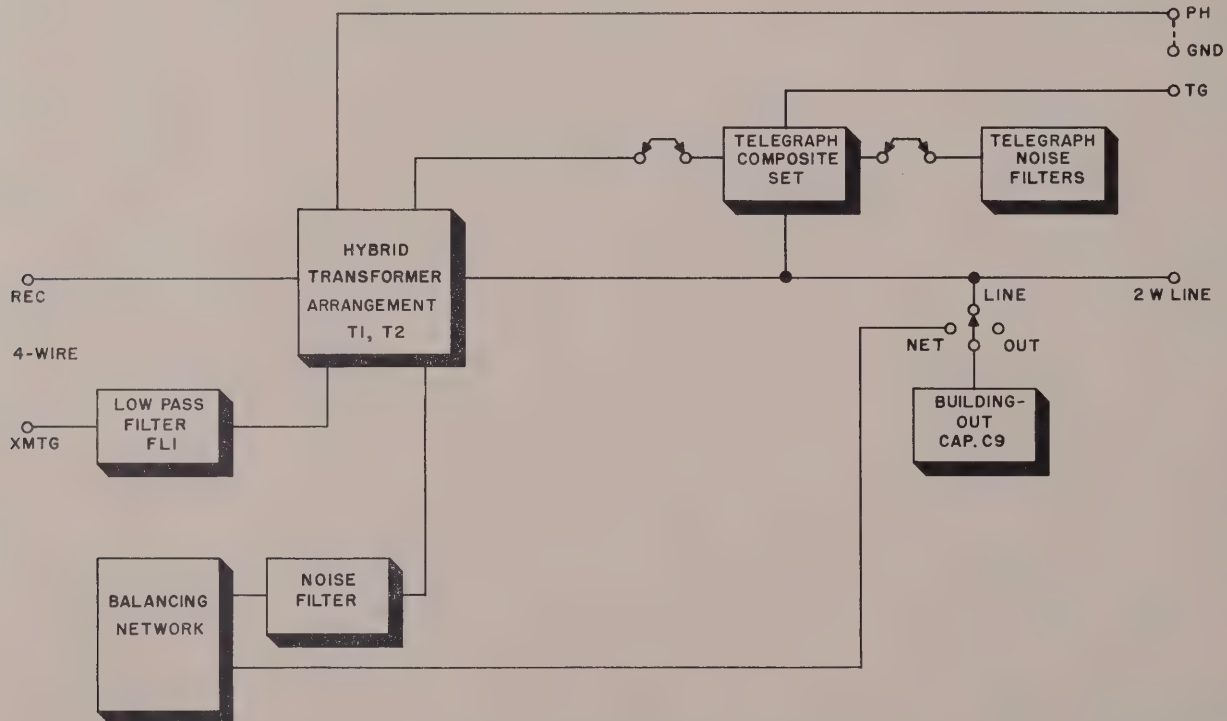 PH
GND
TG
TELEGRAPH
COMPOSITE
SET
TELEGRAPH
NOISE
FILTERS
HYBRID
TRANSFORMER
ARRANGEMENT
T1, T2
REC
4-WIRE
XMTG
LOW PASS
FILTER
FL1
LINE
2 W LINE
NET
OUT
BUILDING-
OUT
CAP. C9
BALANCING
NETWORK
NOISE
FILTER